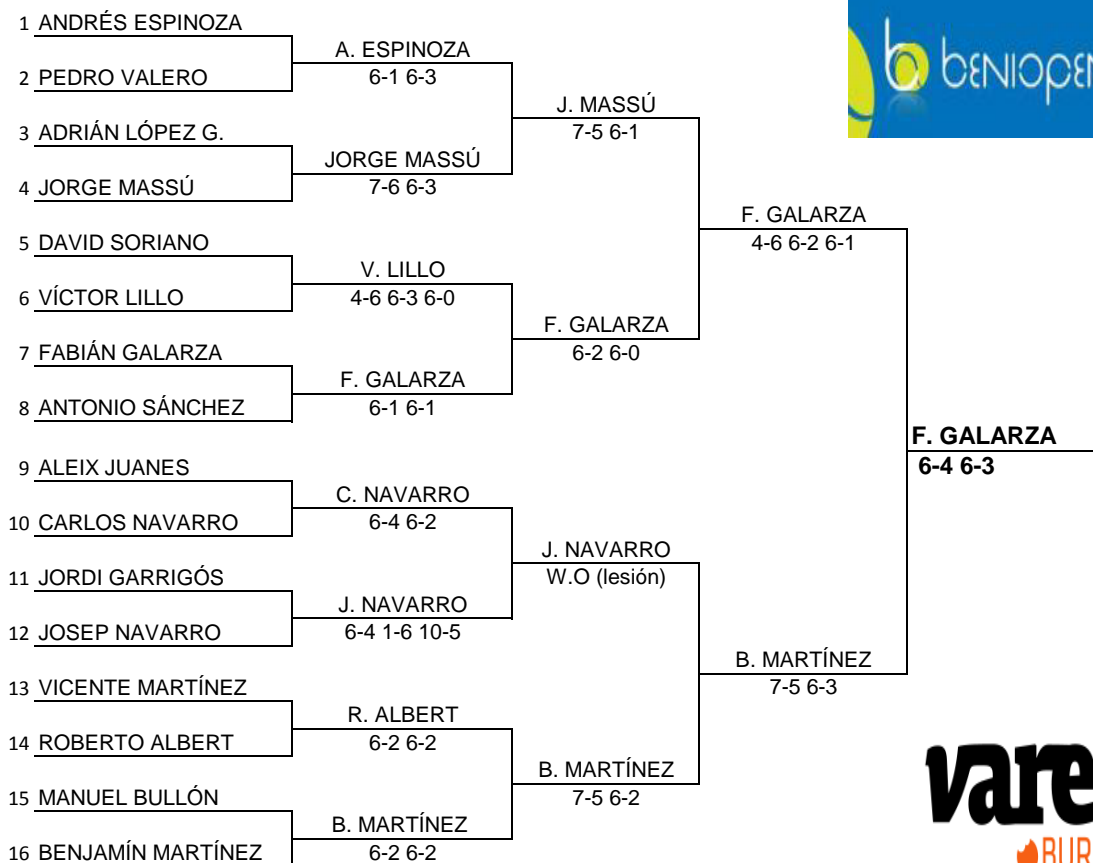 1 ANDRÉS ESPINOZA
A. ESPINOZA
6-1 6-3
2 PEDRO VALERO
J. MASSÚ
7-5 6-1
3 ADRIÁN LÓPEZ G.
JORGE MASSÚ
7-6 6-3
4 JORGE MASSÚ
F. GALARZA
4-6 6-2 6-1
5 DAVID SORIANO
V. LILLO
4-6 6-3 6-0
6 VÍCTOR LILLO
F. GALARZA
6-2 6-0
7 FABIÁN GALARZA
F. GALARZA
6-1 6-1
8 ANTONIO SÁNCHEZ
F. GALARZA
6-4 6-3
9 ALEIX JUANES
C. NAVARRO
6-4 6-2
10 CARLOS NAVARRO
J. NAVARRO
W.O (lesión)
11 JORDI GARRIGÓS
J. NAVARRO
6-4 1-6 10-5
12 JOSEP NAVARRO
B. MARTÍNEZ
7-5 6-3
13 VICENTE MARTÍNEZ
R. ALBERT
6-2 6-2
14 ROBERTO ALBERT
B. MARTÍNEZ
7-5 6-2
15 MANUEL BULLÓN
B. MARTÍNEZ
6-2 6-2
16 BENJAMÍN MARTÍNEZ